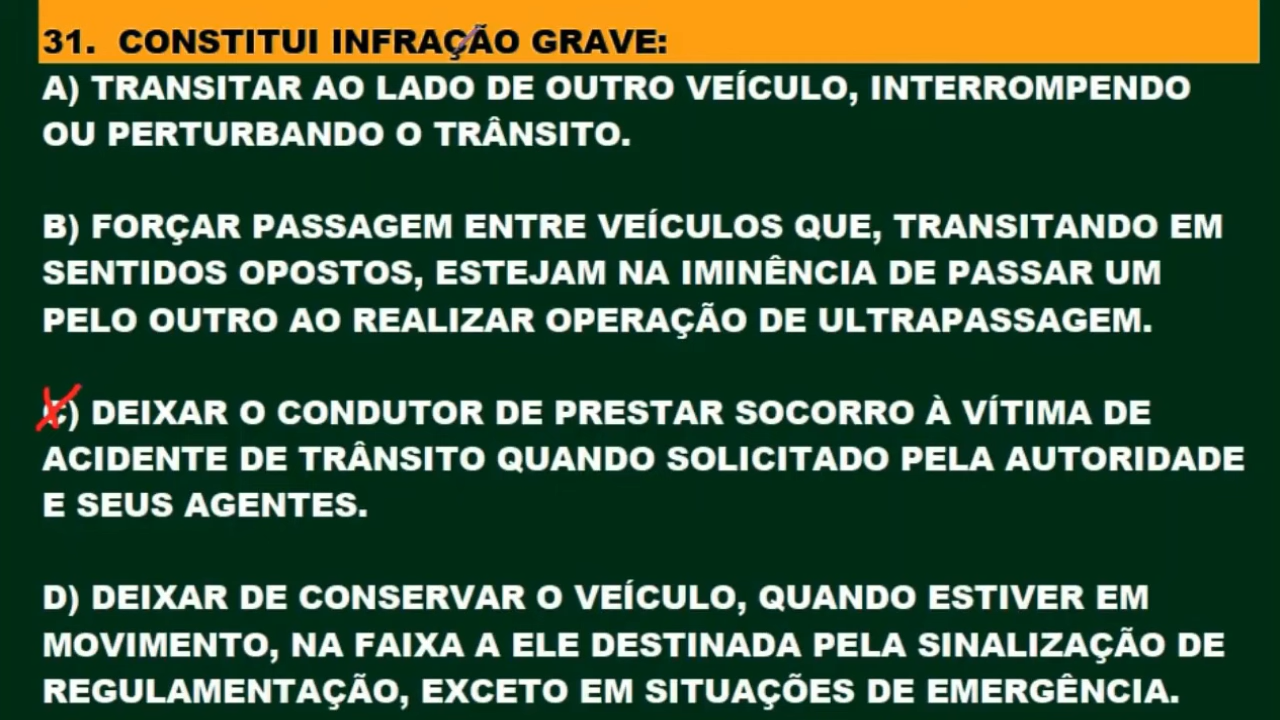 31. CONSTITUI INFRAÇÃO GRAVE:
A) TRANSITAR AO LADO DE OUTRO VEÍCULO, INTERROMPENDO
OU PERTURBANDO O TRÂNSITO.
B) FORÇAR PASSAGEM ENTRE VEÍCULOS QUE, TRANSITANDO EM
SENTIDOS OPOSTOS, ESTEJAM NA IMINÊNCIA DE PASSAR UM
PELO OUTRO AO REALIZAR OPERAÇÃO DE ULTRAPASSAGEM.
C) DEIXAR O CONDUTOR DE PRESTAR SOCORRO À VÍTIMA DE
ACIDENTE DE TRÂNSITO QUANDO SOLICITADO PELA AUTORIDADE
E SEUS AGENTES.
D) DEIXAR DE CONSERVAR O VEÍCULO, QUANDO ESTIVER EM
MOVIMENTO, NA FAIXA A ELE DESTINADA PELA SINALIZAÇÃO DE
REGULAMENTAÇÃO, EXCETO EM SITUAÇÕES DE EMERGÊNCIA.